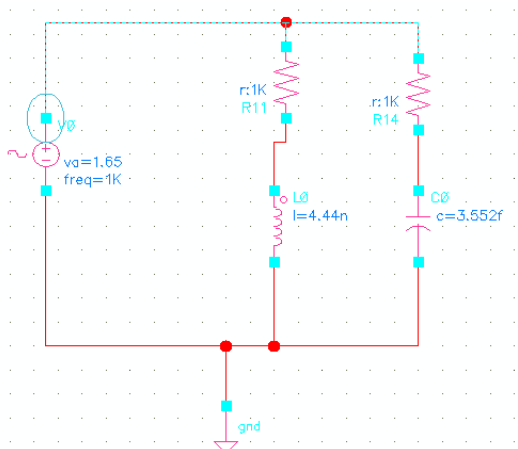 V0
va=1.65
freq=1K
r:1K
R11
r:1K
R14
L0
l=4.44n
C0
c=3.552f
gnd